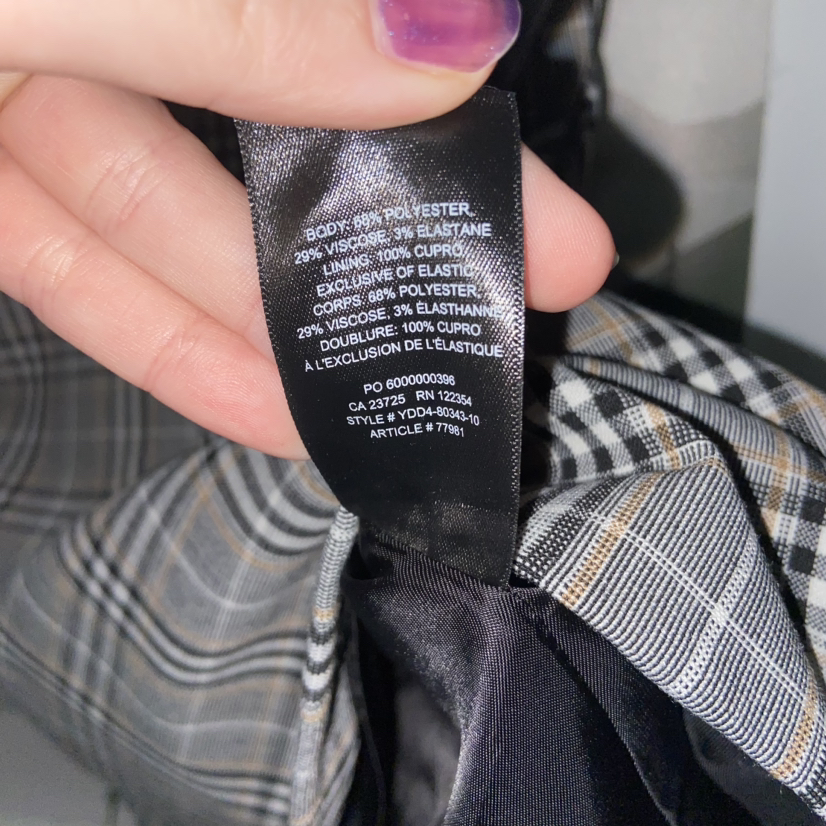 BODY: 68% POLYESTER,
29% VISCOSE, 3% ELASTANE
LINING: 100% CUPRO
EXCLUSIVE OF ELASTIC
CORPS: 68% POLYESTER,
29% VISCOSE, 3% ÉLASTHANNE
DOUBLURE: 100% CUPRO
À L'EXCLUSION DE L'ÉLASTIQUE
PO 6000000396
CA 23725 RN 122354
STYLE # YDD4-80343-10
ARTICLE # 77981